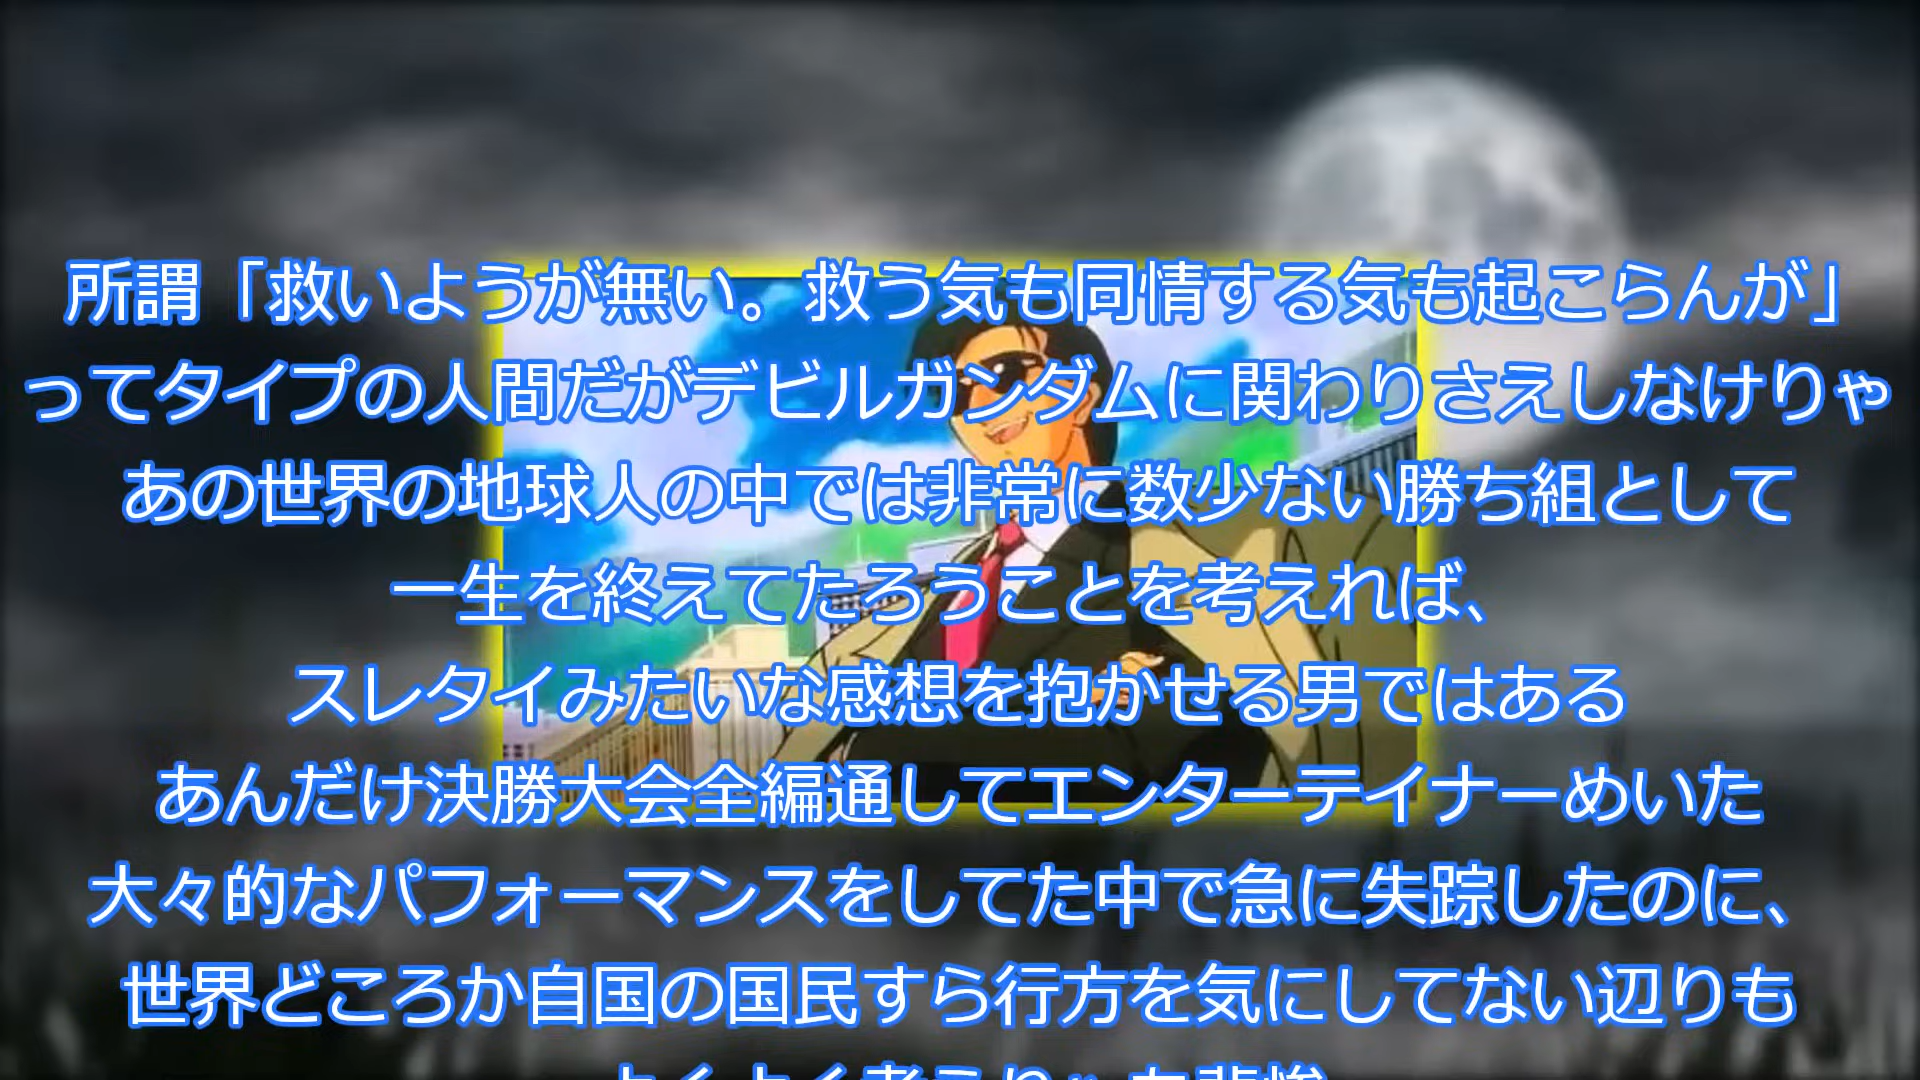 所謂「救いようが無い。救う気も同情する気も起こらんが」
ってタイプの人間だがデビルガンダムに関わりさえしなけりゃ
あの世界の地球人の中では非常に数少ない勝ち組として
一生を終えてたろうことを考えれば、
スレタイみたいな感想を抱かせる男ではある
あんだけ決勝大会全編通してエンターテイナーめいた
大々的なパフォーマンスをしてた中で急に失踪したのに、
世界どころか自国の国民すら行方を気にしてない辺りも